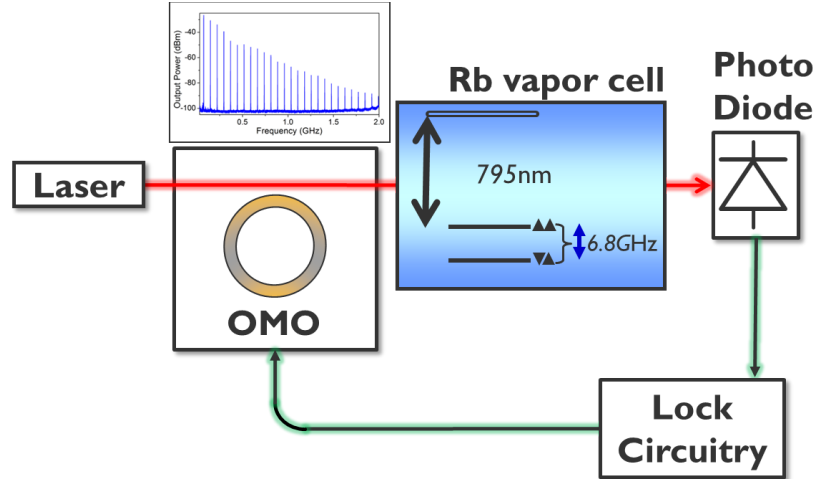 Output Power (dBm)
-40
-60
-80
-100
0.5
1.0
1.5
2.0
Frequency (GHz)
Rb vapor cell
Photo
Diode
Laser
795nm
6.8GHz
OMO
Lock
Circuitry